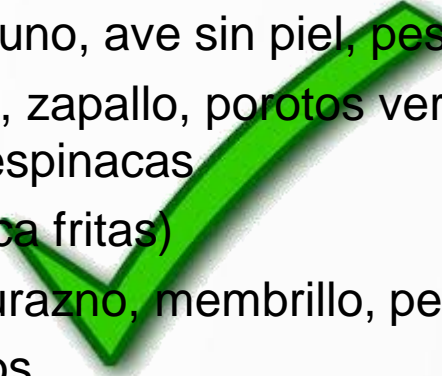 uno, ave sin piel, pes
, zapallo, porotos ver
espinacas
ca fritas)
urazno, membrillo, pe
os